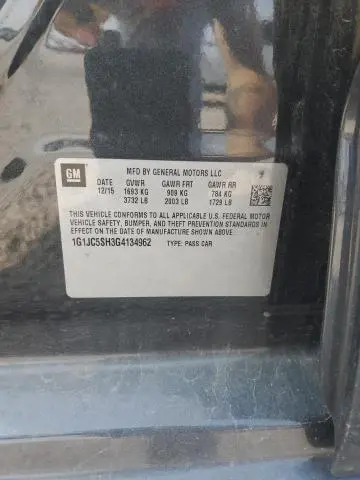 GM
MFD BY GENERAL MOTORS LLC
DATE GVWR GAWR FRT GAWR RR
12/15 1693 KG 909 KG 784 KG
3732 LB 2003 LB 1729 LB
THIS VEHICLE CONFORMS TO ALL APPLICABLE U.S. FEDERAL MOTOR
VEHICLE SAFETY, BUMPER, AND THEFT PREVENTION STANDARDS
IN EFFECT ON THE DATE OF MANUFACTURE SHOWN ABOVE.
1G1JC5SH3G4134962 TYPE: PASS CAR